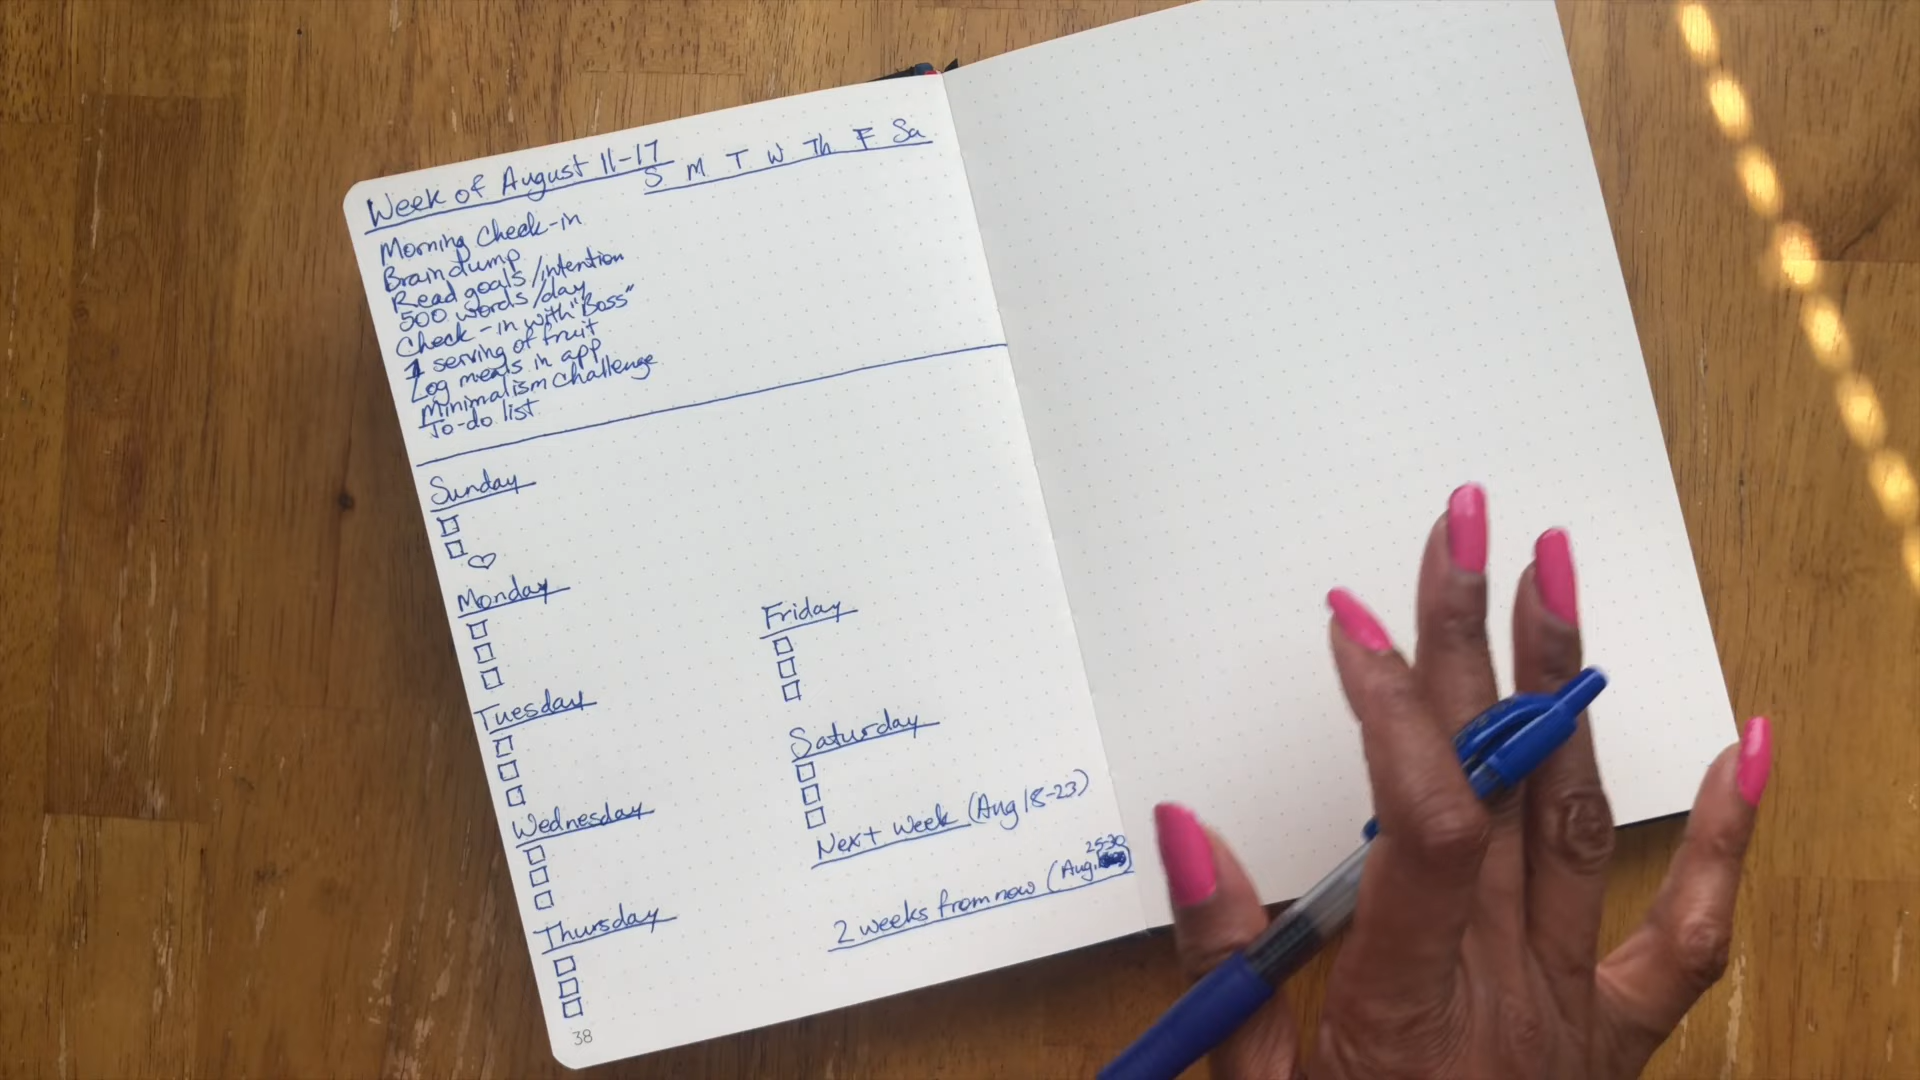 Week of August 11-17
S M T W Th F Sa
Morning Check-in
Braindump
Read goals/intention
500 words/day
Check-in with "Boss"
1 serving of fruit
Log meals in app
Minimalism challenge
To-do list
Sunday
Monday
Tuesday
Wednesday
Thursday
Friday
Saturday
Next Week (Aug 18-23)
25-30
2 weeks from now (Aug
38